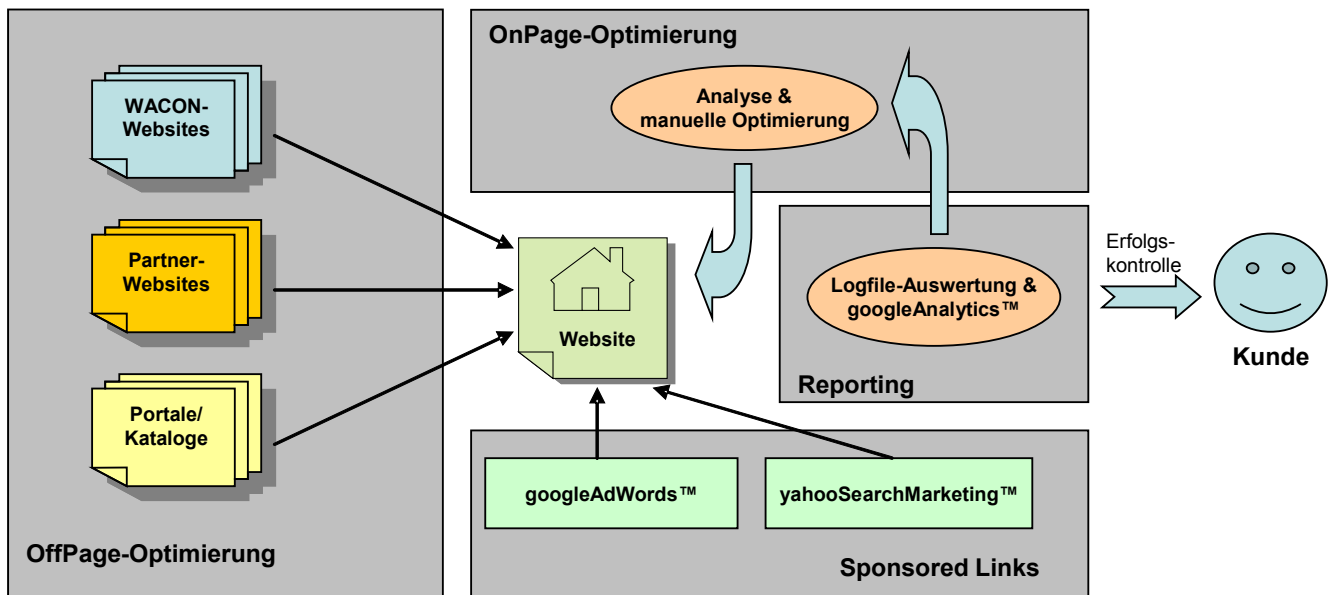 OnPage-Optimierung
WACON-
Websites
Analyse &
manuelle Optimierung
Partner-
Websites
Website
Logfile-Auswertung &
googleAnalytics™
Erfolgs-
kontrolle
Kunde
Reporting
Portale/
Kataloge
googleAdWords™
yahooSearchMarketing™
OffPage-Optimierung
Sponsored Links